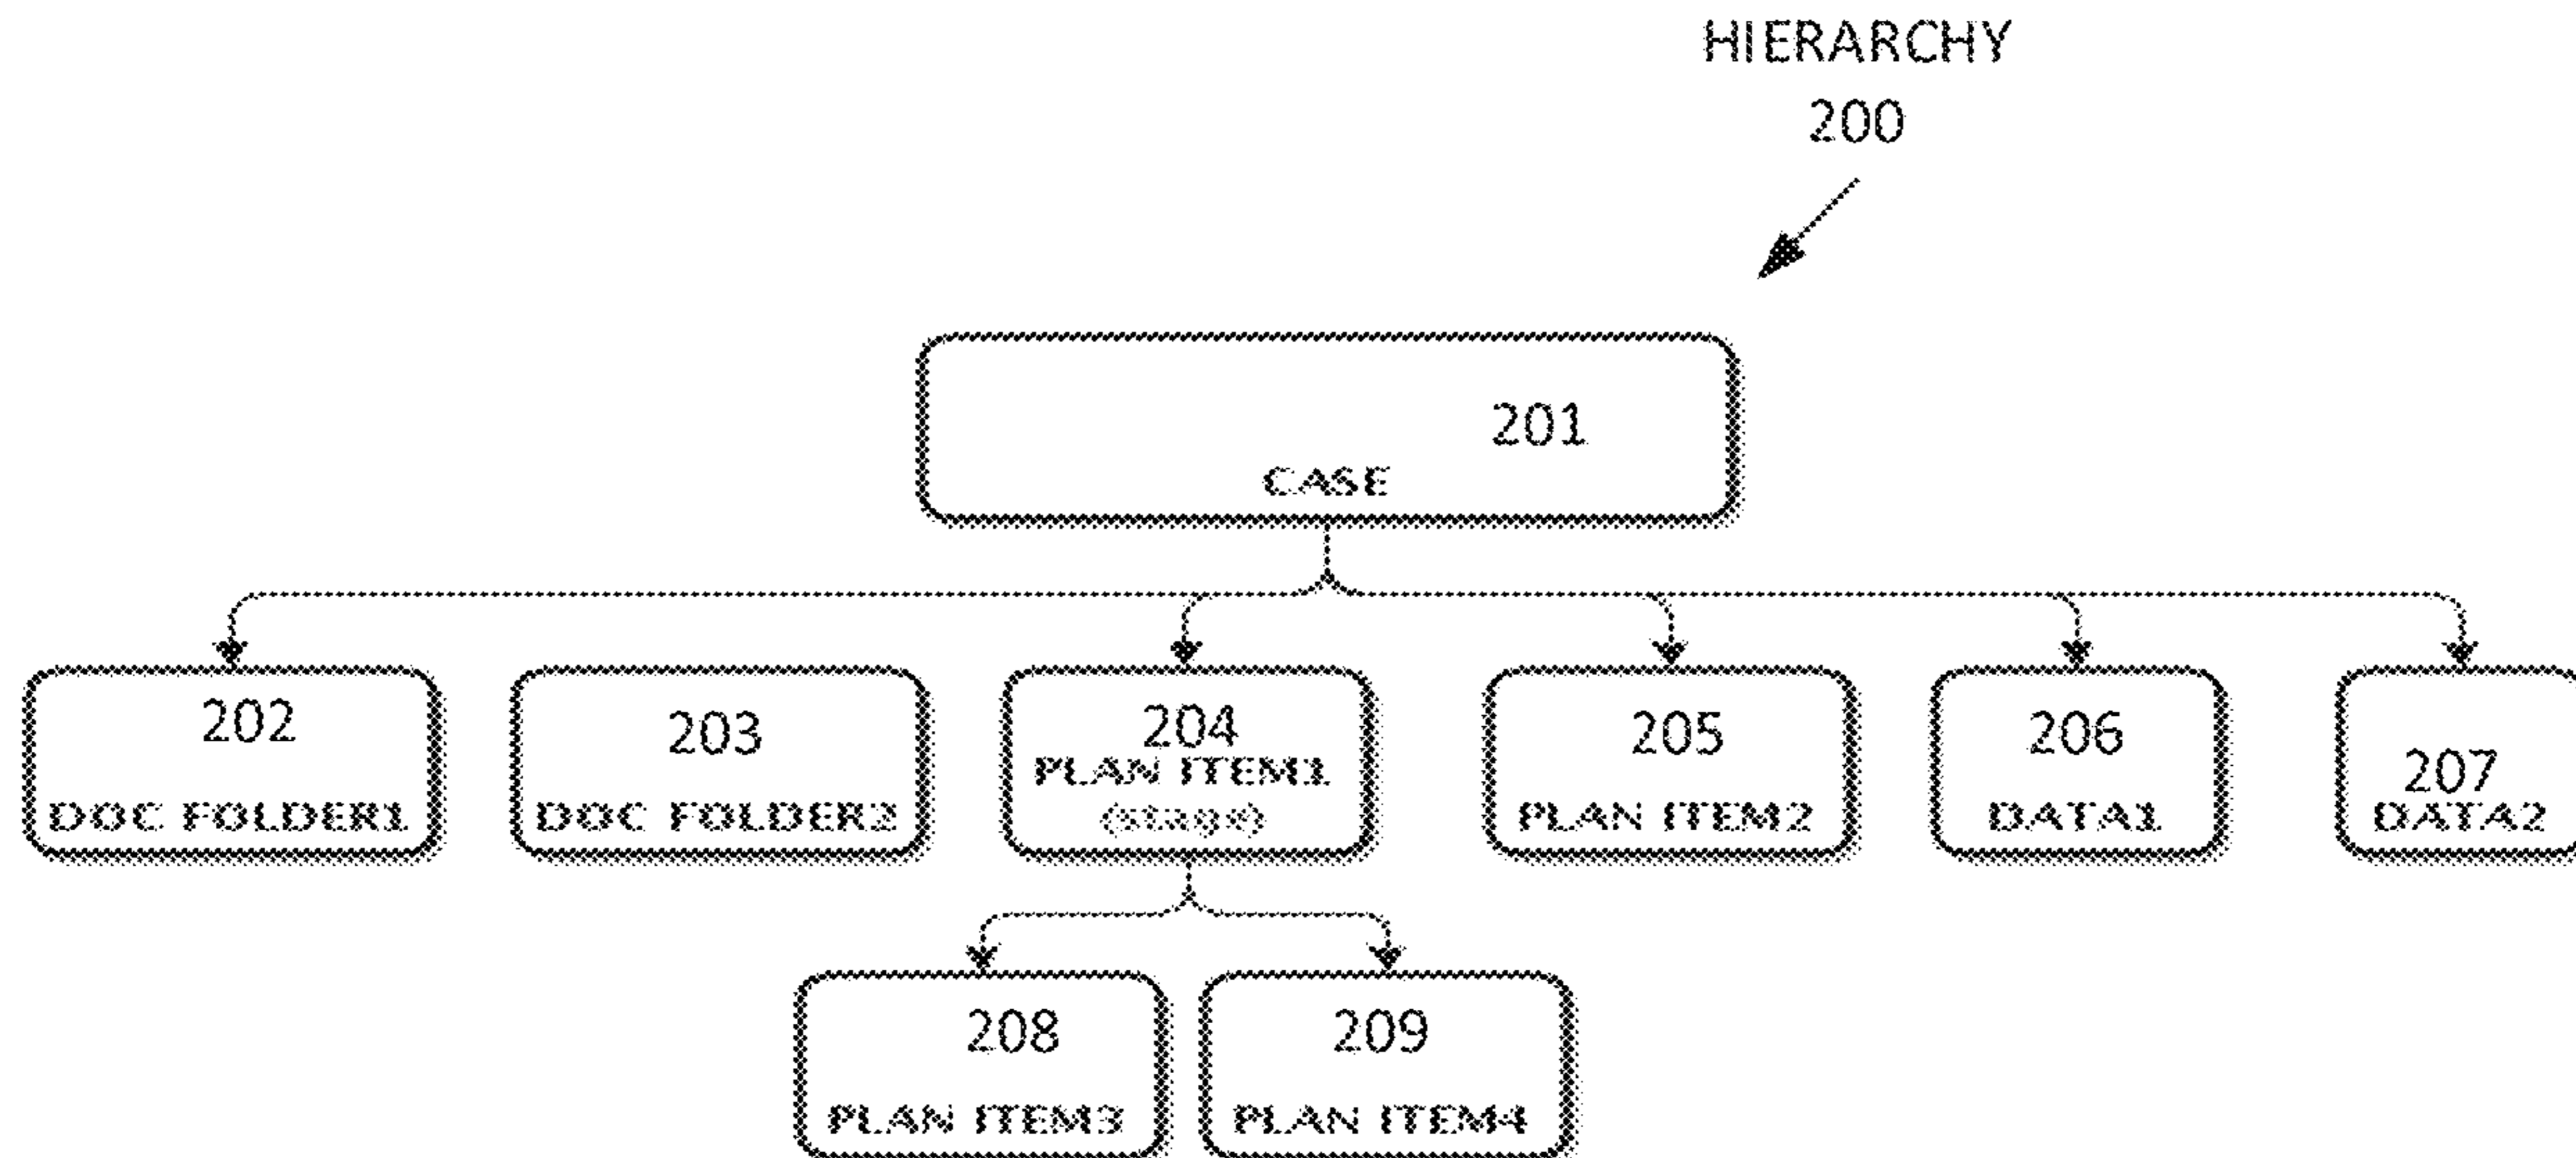 HIERARCHY
200
201
CASE
202
DOC FOLDER1
203
DOC FOLDER2
204
PLAN ITEM1
(stage)
205
PLAN ITEM2
206
DATA1
207
DATA2
208
PLAN ITEM3
209
PLAN ITEM4